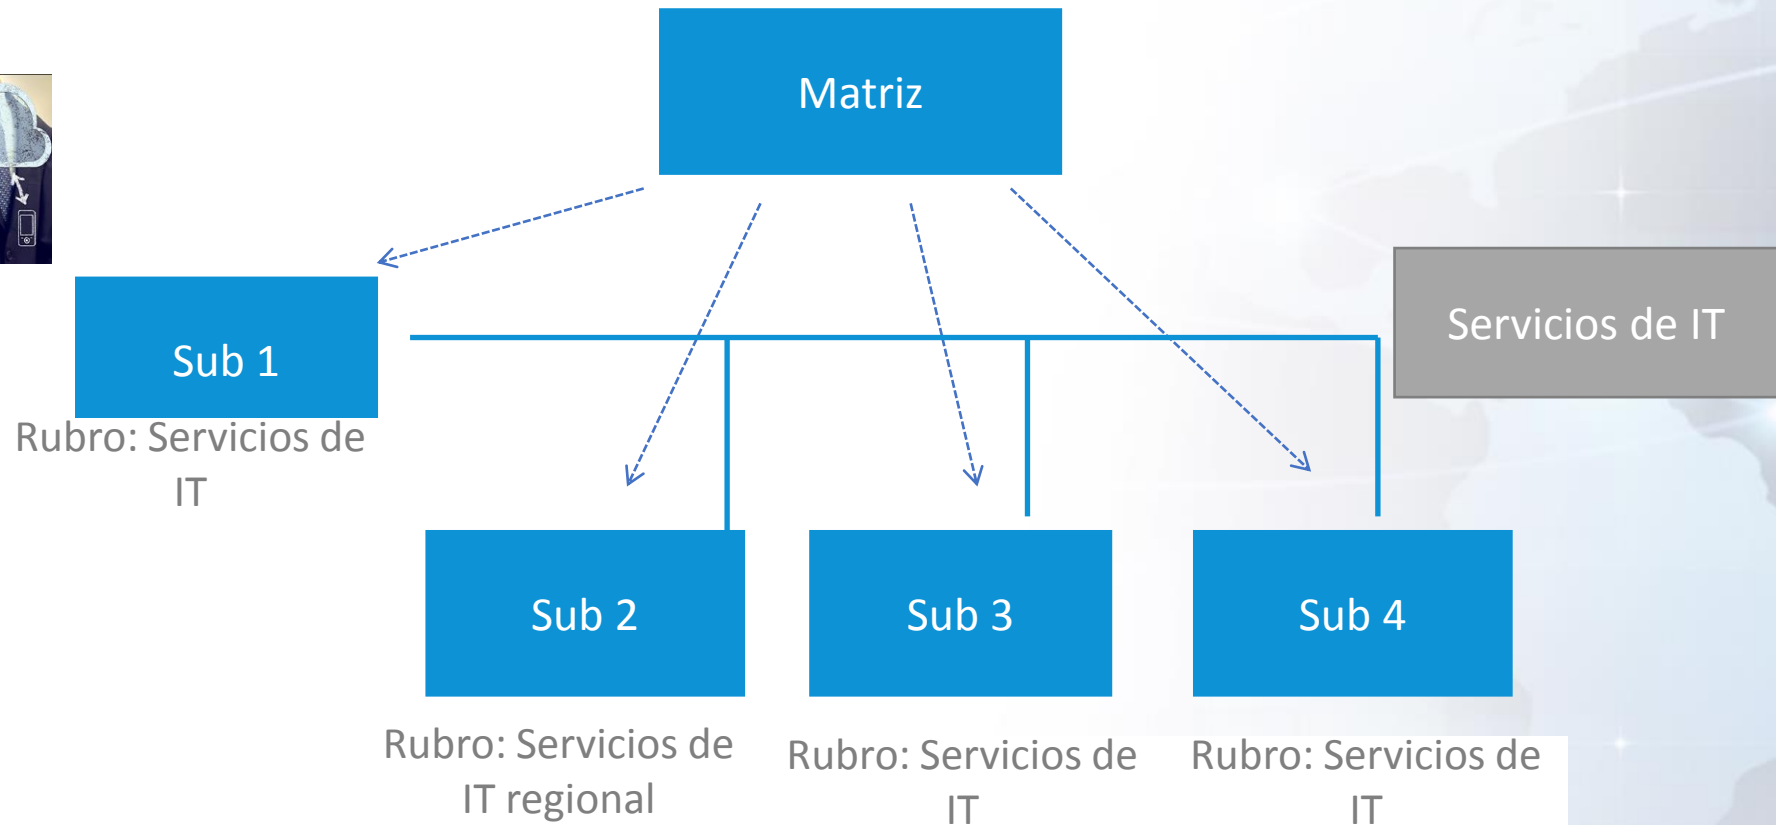 Matriz
Servicios de IT
Sub 1
Rubro: Servicios de
IT
Sub 2
Sub 3
Sub 4
Rubro: Servicios de
IT regional
Rubro: Servicios de
IT
Rubro: Servicios de
IT